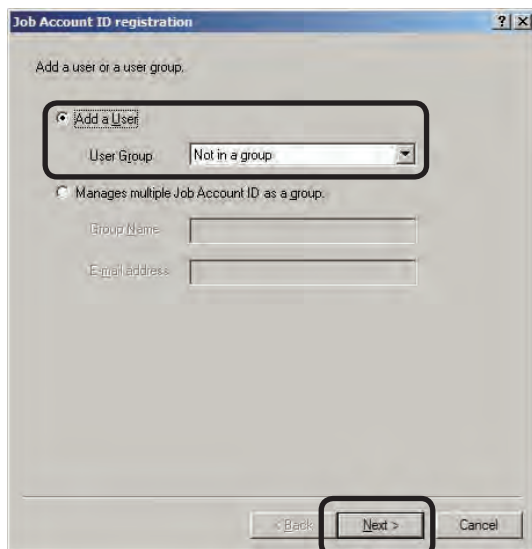 Job Account ID registration
Add a user or a user group.
Add a User
User Group Not in a group
Manages multiple Job Account ID as a group.
Group Name
E-mail address
< Back Next > Cancel